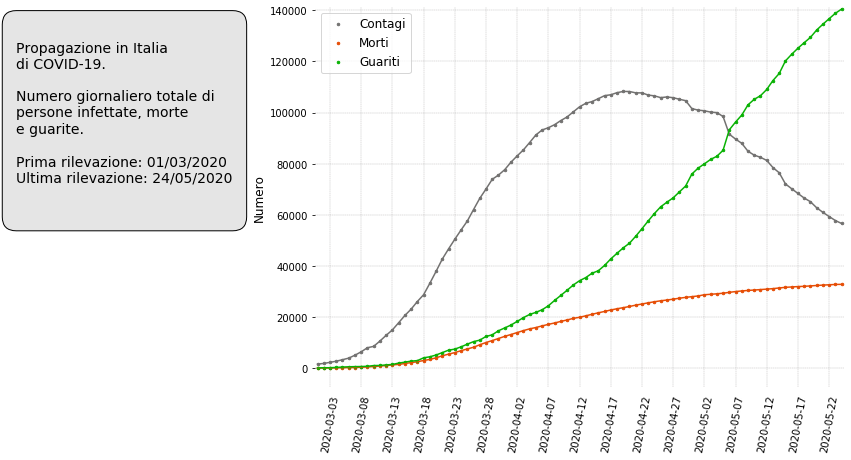 Propagazione in Italia
di COVID-19.
Numero giornaliero totale di
persone infettate, morte
e guarite.
Prima rilevazione: 01/03/2020
Ultima rilevazione: 24/05/2020
Contagi
Morti
Guariti
Numero
140000
120000
100000
80000
60000
40000
20000
0
2020-03-03
2020-03-08
2020-03-13
2020-03-18
2020-03-23
2020-03-28
2020-04-02
2020-04-07
2020-04-12
2020-04-17
2020-04-22
2020-04-27
2020-05-02
2020-05-07
2020-05-12
2020-05-17
2020-05-22